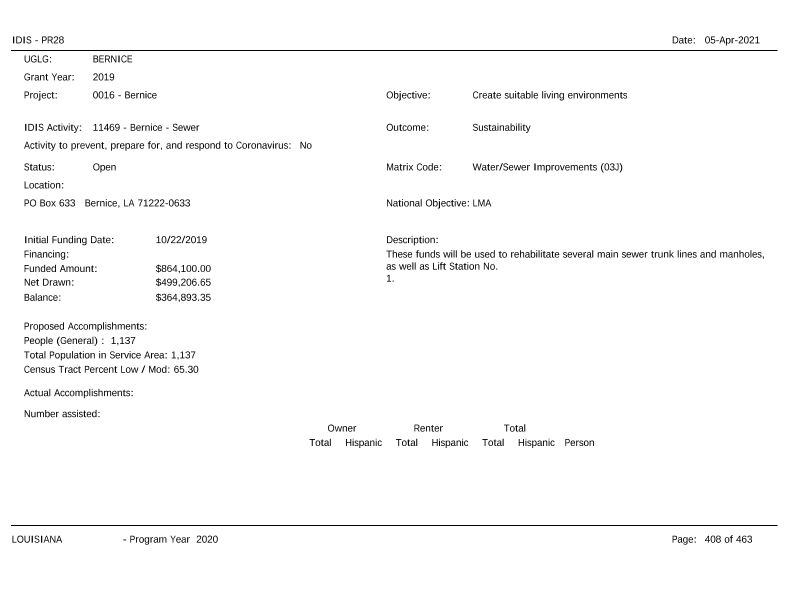 IDIS - PR28 Date: 05-Apr-2021
UGLG: BERNICE
Grant Year: 2019
Project: 0016 - Bernice Objective: Create suitable living environments
IDIS Activity: 11469 - Bernice - Sewer Outcome: Sustainability
Activity to prevent, prepare for, and respond to Coronavirus: No
Status: Open Matrix Code: Water/Sewer Improvements (03J)
Location:
PO Box 633 Bernice, LA 71222-0633 National Objective: LMA
Initial Funding Date: 10/22/2019 Description:
Financing: These funds will be used to rehabilitate several main sewer trunk lines and manholes,
Funded Amount: $864,100.00 as well as Lift Station No.
Net Drawn: $499,206.65 1.
Balance: $364,893.35
Proposed Accomplishments:
People (General) : 1,137
Total Population in Service Area: 1,137
Census Tract Percent Low / Mod: 65.30
Actual Accomplishments:
Number assisted:
Owner Renter Total
Total Hispanic Total Hispanic Total Hispanic Person
LOUISIANA - Program Year 2020 Page: 408 of 463